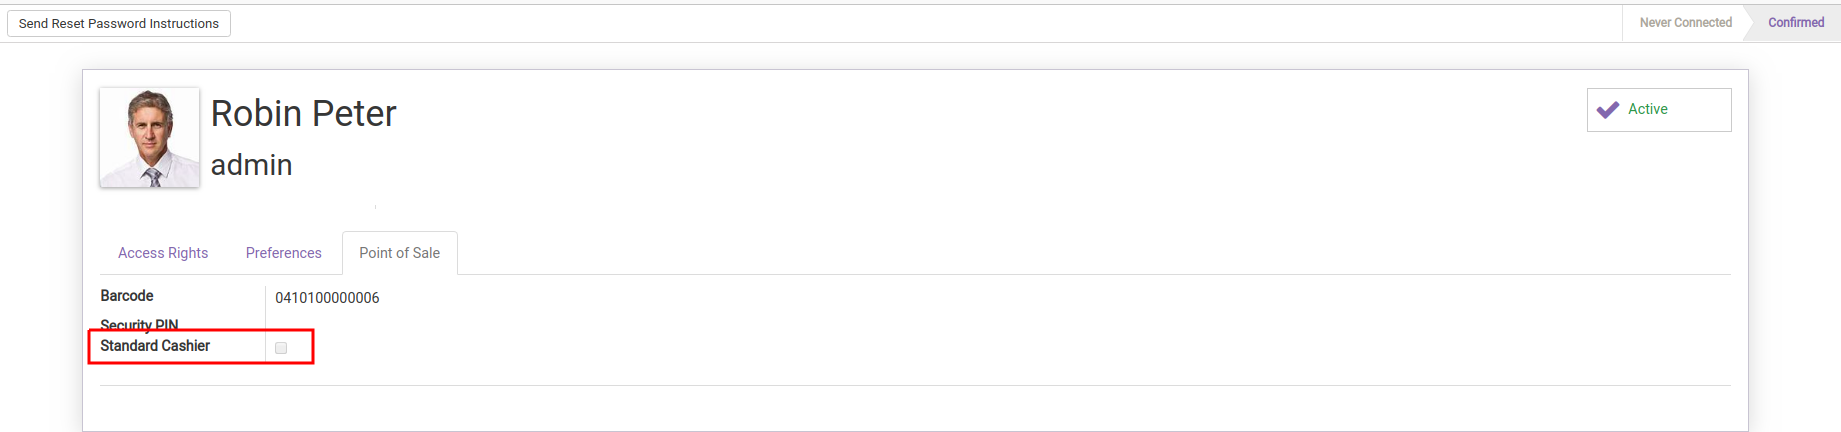 Send Reset Password Instructions
Never Connected
Confirmed
Robin Peter
Active
admin
Access Rights
Preferences
Point of Sale
Barcode
0410100000006
Security PIN
Standard Cashier